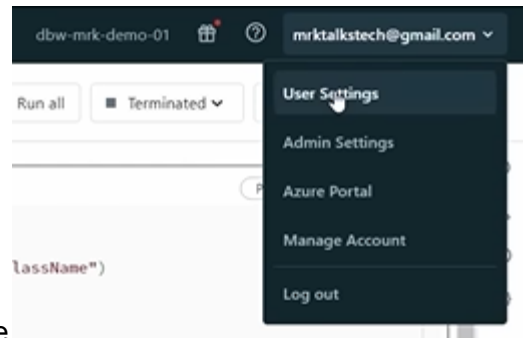 dbw-mrk-demo-01 mrktalkstech@gmail.com
Run all Terminated
User Settings
Admin Settings
Azure Portal
Manage Account
lassName")
Log out
e